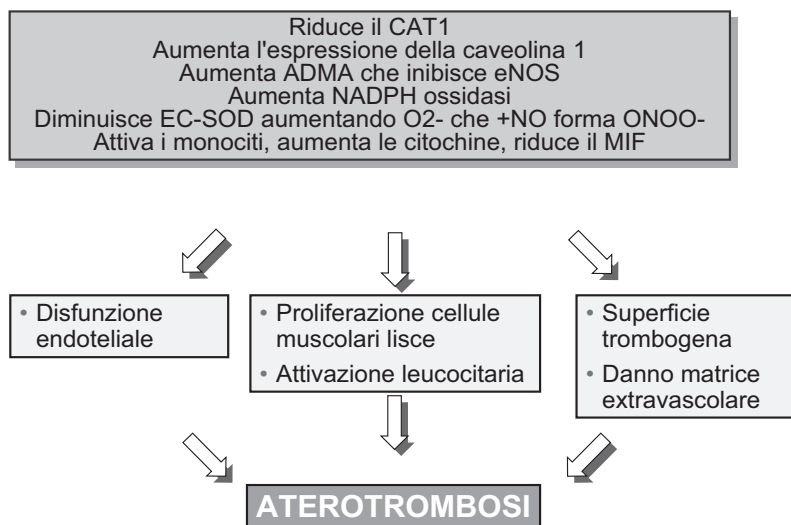 Riduce il CAT1
Aumenta l'espressione della caveolina 1
Aumenta ADMA che inibisce eNOS
Aumenta NADPH ossidasi
Diminuisce EC-SOD aumentando O2- che +NO forma ONOO-
Attiva i monociti, aumenta le citochine, riduce il MIF
• Disfunzione
endoteliale
• Proliferazione cellule
muscolari lisce
• Attivazione leucocitaria
• Superficie
trombogena
• Danno matrice
extravascolare
ATEROTROMBOSI